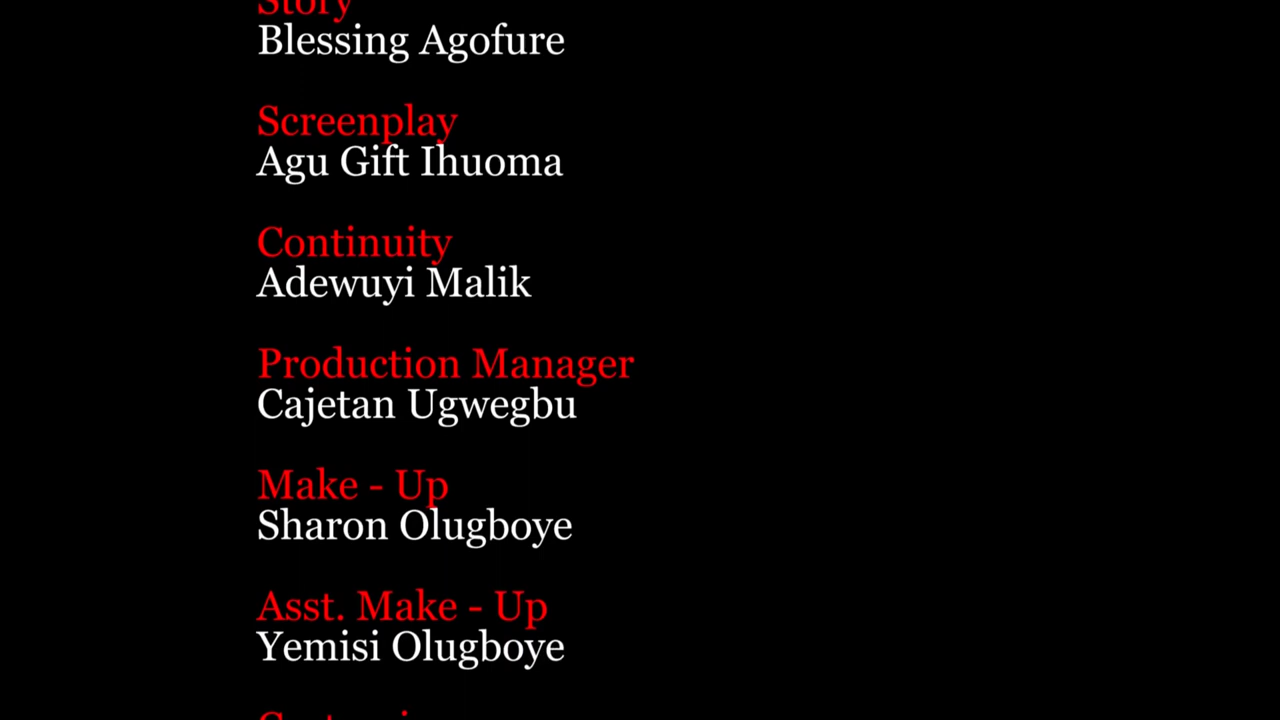 Story
Blessing Agofure
Screenplay
Agu Gift Ihuoma
Continuity
Adewuyi Malik
Production Manager
Cajetan Ugwegbu
Make - Up
Sharon Olugboye
Asst. Make - Up
Yemisi Olugboye